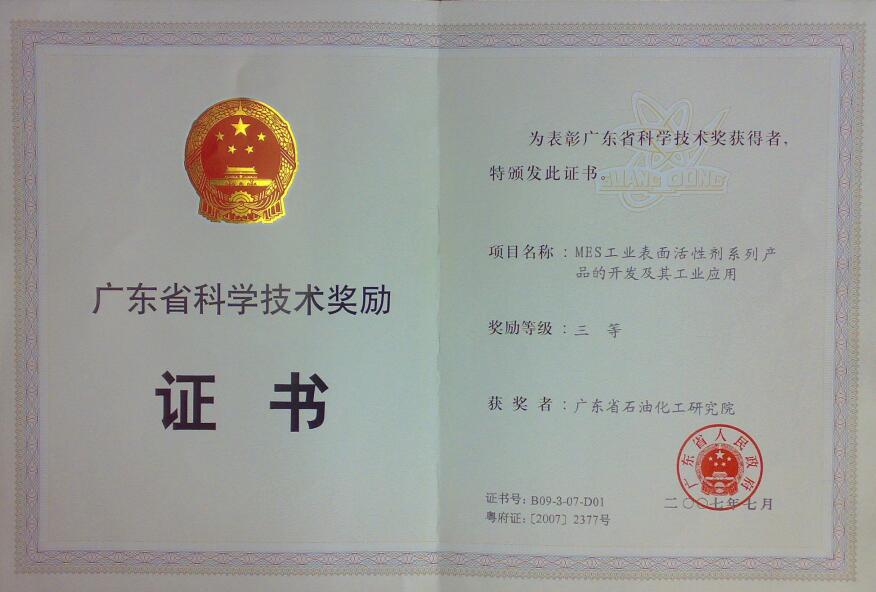 广东省科学技术奖励
证书
为表彰广东省科学技术奖获得者，
特颁发此证书。
GUANG DONG
项目名称：MES工业表面活性剂系列产
品的开发及其工业应用
奖励等级：三 等
获 奖 者：广东省石油化工研究院
广东省人民政府
二〇〇七年七月
证书号：B09-3-07-D01
粤府证：〔2007〕2377号